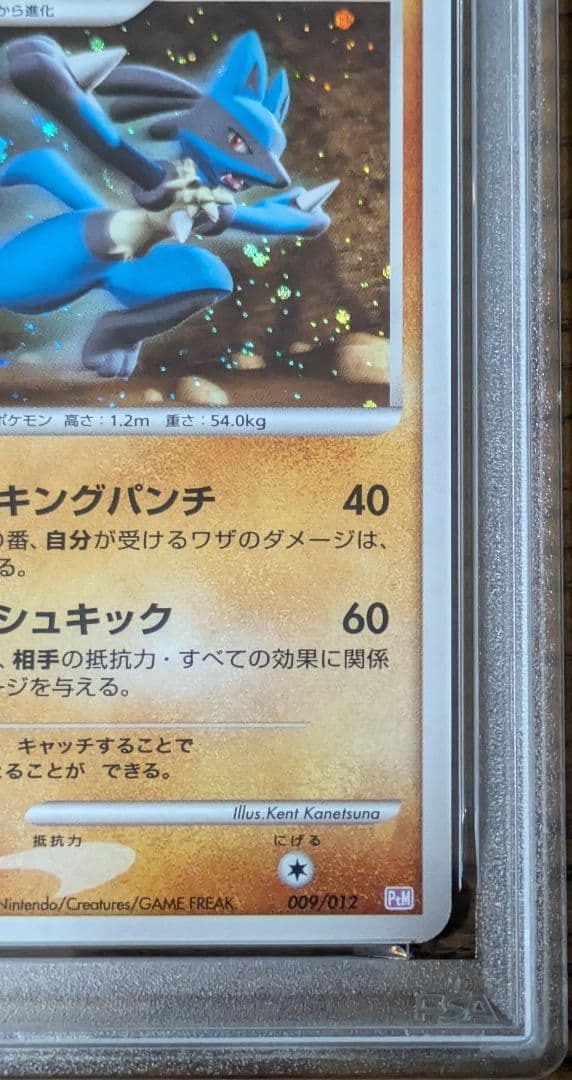 から進化
ポケモン 高さ：1.2m 重さ：54.0kg
キングパンチ 40
の番、自分が受けるワザのダメージは、
る。
シュキック 60
、相手の抵抗力・すべての効果に関係
ージを与える。
キャッチすることで
なることが できる。
Illus.Kent Kanetsuna
抵抗力 にげる
Nintendo/Creatures/GAME FREAK.
009/012 PtM
PSA